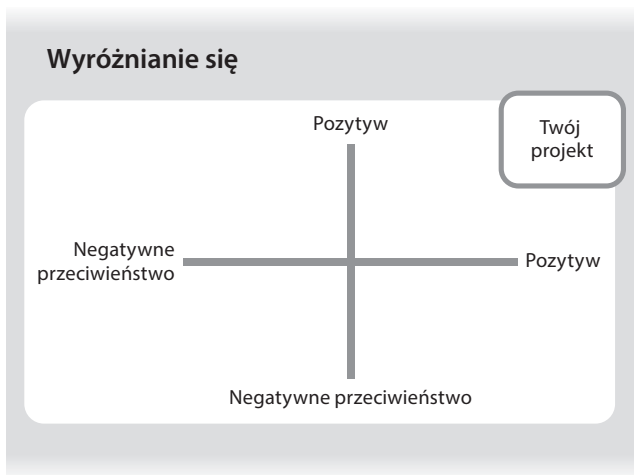 Wyróżnianie się
Pozytyw
Twój
projekt
Negatywne
przeciwieństwo
Pozytyw
Negatywne przeciwieństwo